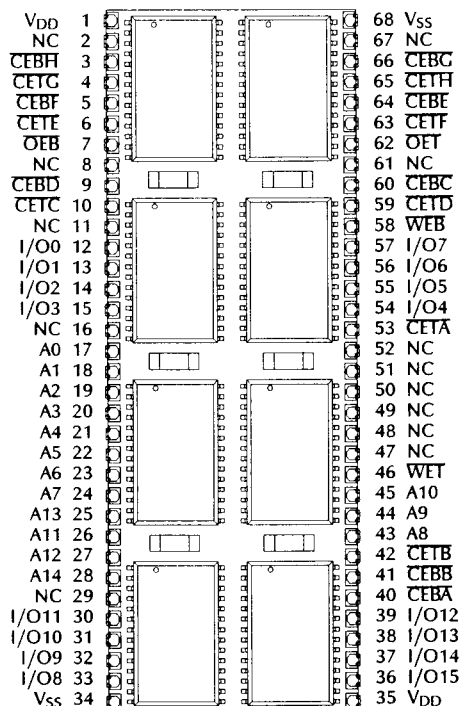 VDD 1 68 VSS
NC 2 67 NC
CEBH 3 66 CEBG
CETG 4 65 CETH
CEBF 5 64 CEBE
CETE 6 63 CETF
OEB 7 62 OET
NC 8 61 NC
CEBD 9 60 CEBC
CETC 10 59 CETD
NC 11 58 WEB
I/O0 12 57 I/O7
I/O1 13 56 I/O6
I/O2 14 55 I/O5
I/O3 15 54 I/O4
NC 16 53 CETA
A0 17 52 NC
A1 18 51 NC
A2 19 50 NC
A3 20 49 NC
A4 21 48 NC
A5 22 47 NC
A6 23 46 WET
A7 24 45 A10
A13 25 44 A9
A11 26 43 A8
A12 27 42 CETB
A14 28 41 CEBB
NC 29 40 CEBA
I/O11 30 39 I/O12
I/O10 31 38 I/O13
I/O9 32 37 I/O14
I/O8 33 36 I/O15
VSS 34 35 VDD